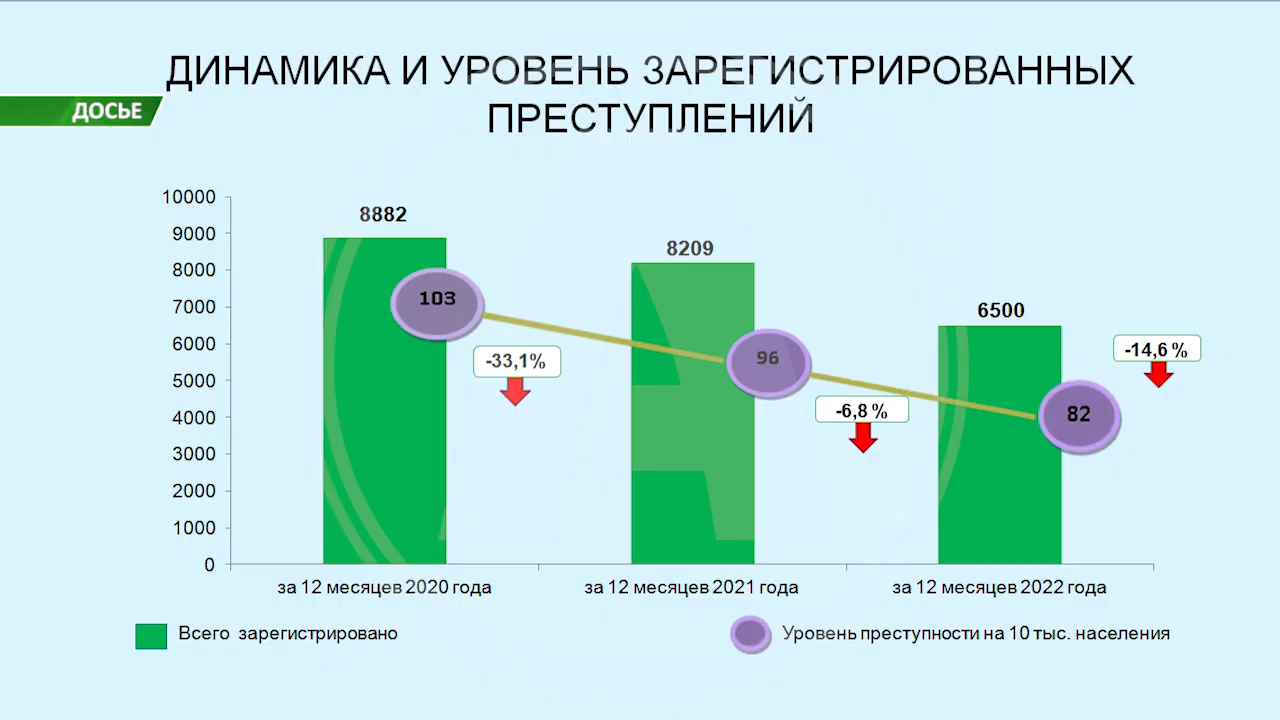 ДИНАМИКА И УРОВЕНЬ ЗАРЕГИСТРИРОВАННЫХ
ПРЕСТУПЛЕНИЙ
ДОСЬЕ
10000
9000
8000
7000
6000
5000
4000
3000
2000
1000
0
8882
8209
6500
103
96
82
-33,1%
-6,8 %
-14,6 %
за 12 месяцев 2020 года
за 12 месяцев 2021 года
за 12 месяцев 2022 года
Всего зарегистрировано
Уровень преступности на 10 тыс. населения